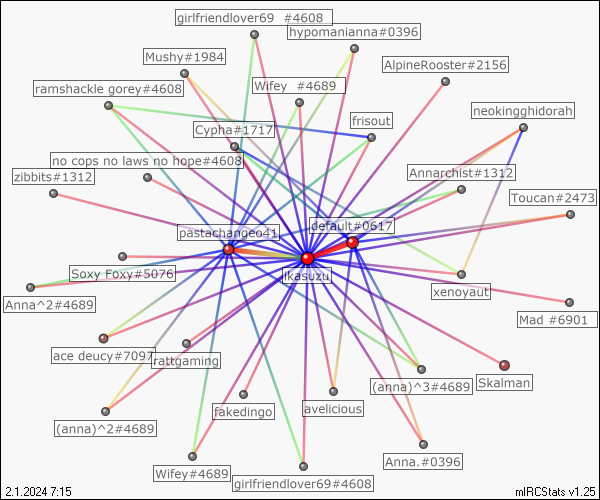 girlfriendlover69 #4608
hypomanianna#0396
Mushy#1984
AlpineRooster#2156
ramshackle gorey#4608
Wifey #4689
neokingghidorah
frisout
Cypha#1717
no cops no laws no hope#4608
zibbits#1312
Annarchist#1312
Toucan#2473
default#0617
pastachangeo41
ikasuzu
Soxy Foxy#5076
xenoyaut
Anna^2#4689
Mad #6901
ace deucy#7097
rattgaming
(anna)^3#4689
Skalman
fakedingo
avelicious
(anna)^2#4689
Anna.#0396
Wifey#4689
girlfriendlover69#4608
2.1.2024 7:15
mIRCStats v1.25